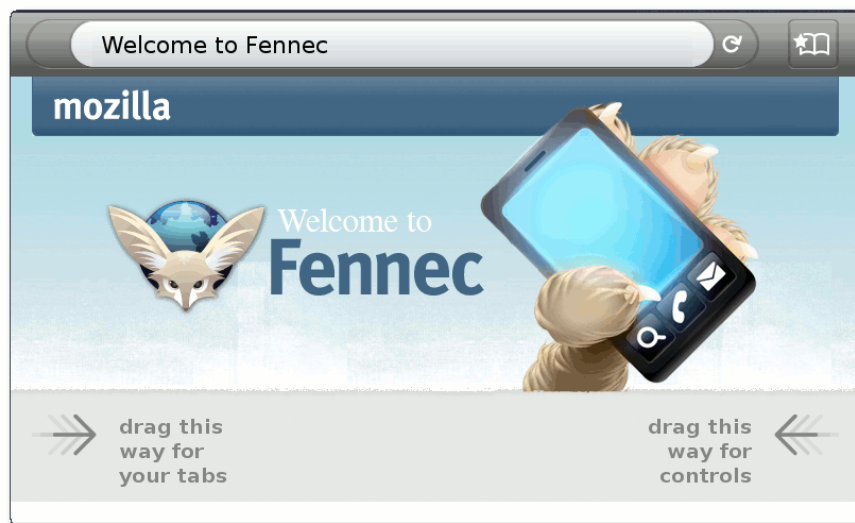 Welcome to Fennec
mozilla
Welcome to
Fennec
drag this
way for
your tabs
drag this
way for
controls